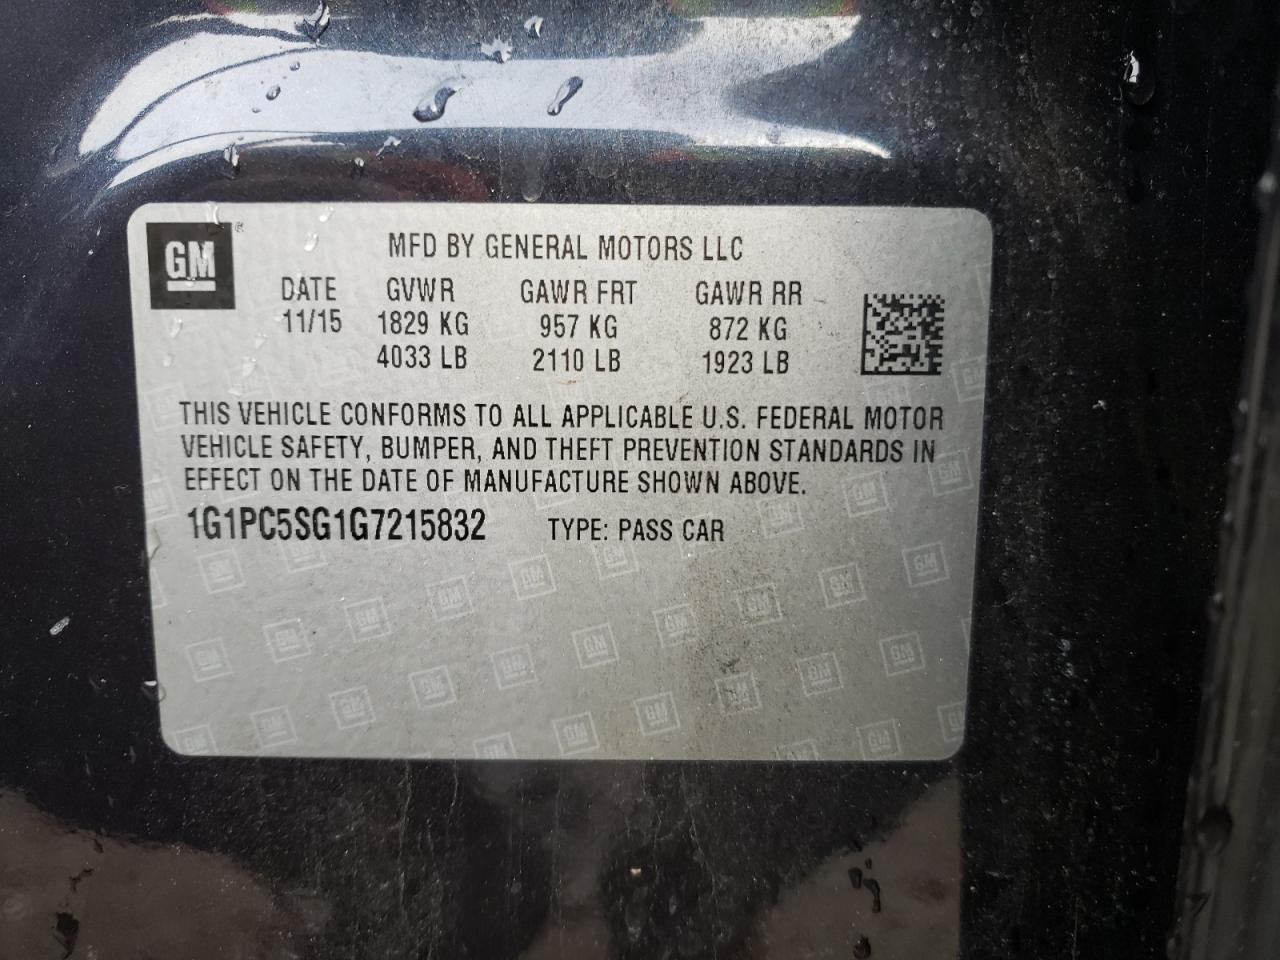 GM
MFD BY GENERAL MOTORS LLC
DATE GVWR GAWR FRT GAWR RR
11/15 1829 KG 957 KG 872 KG
4033 LB 2110 LB 1923 LB
THIS VEHICLE CONFORMS TO ALL APPLICABLE U.S. FEDERAL MOTOR
VEHICLE SAFETY, BUMPER, AND THEFT PREVENTION STANDARDS IN
EFFECT ON THE DATE OF MANUFACTURE SHOWN ABOVE.
1G1PC5SG1G7215832 TYPE: PASS CAR